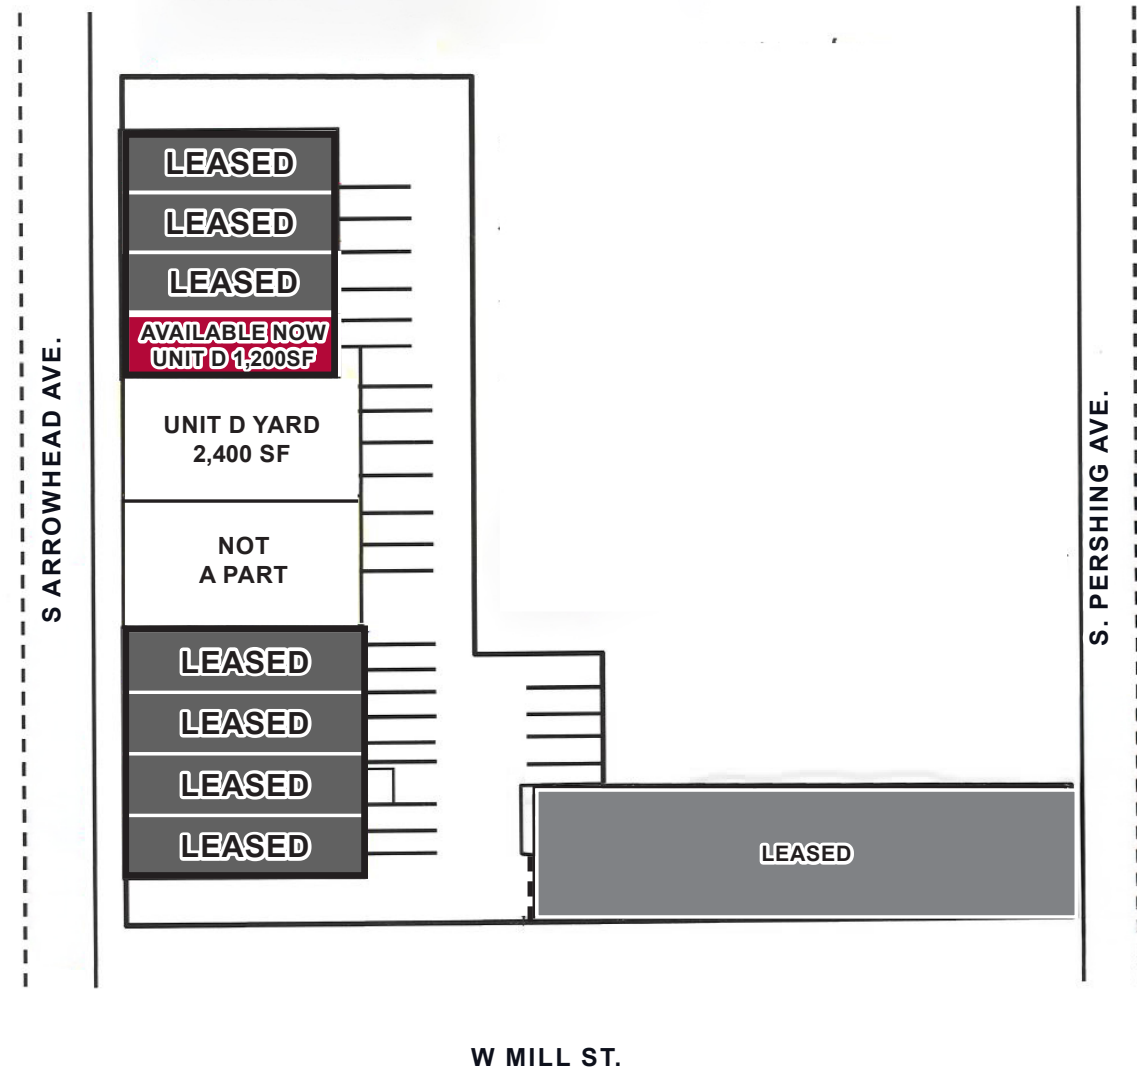 LEASED
LEASED
LEASED
AVAILABLE NOW
UNIT D 1,200SF
UNIT D YARD
2,400 SF
NOT
A PART
LEASED
LEASED
LEASED
LEASED
LEASED
S ARROWHEAD AVE.
S. PERSHING AVE.
W MILL ST.